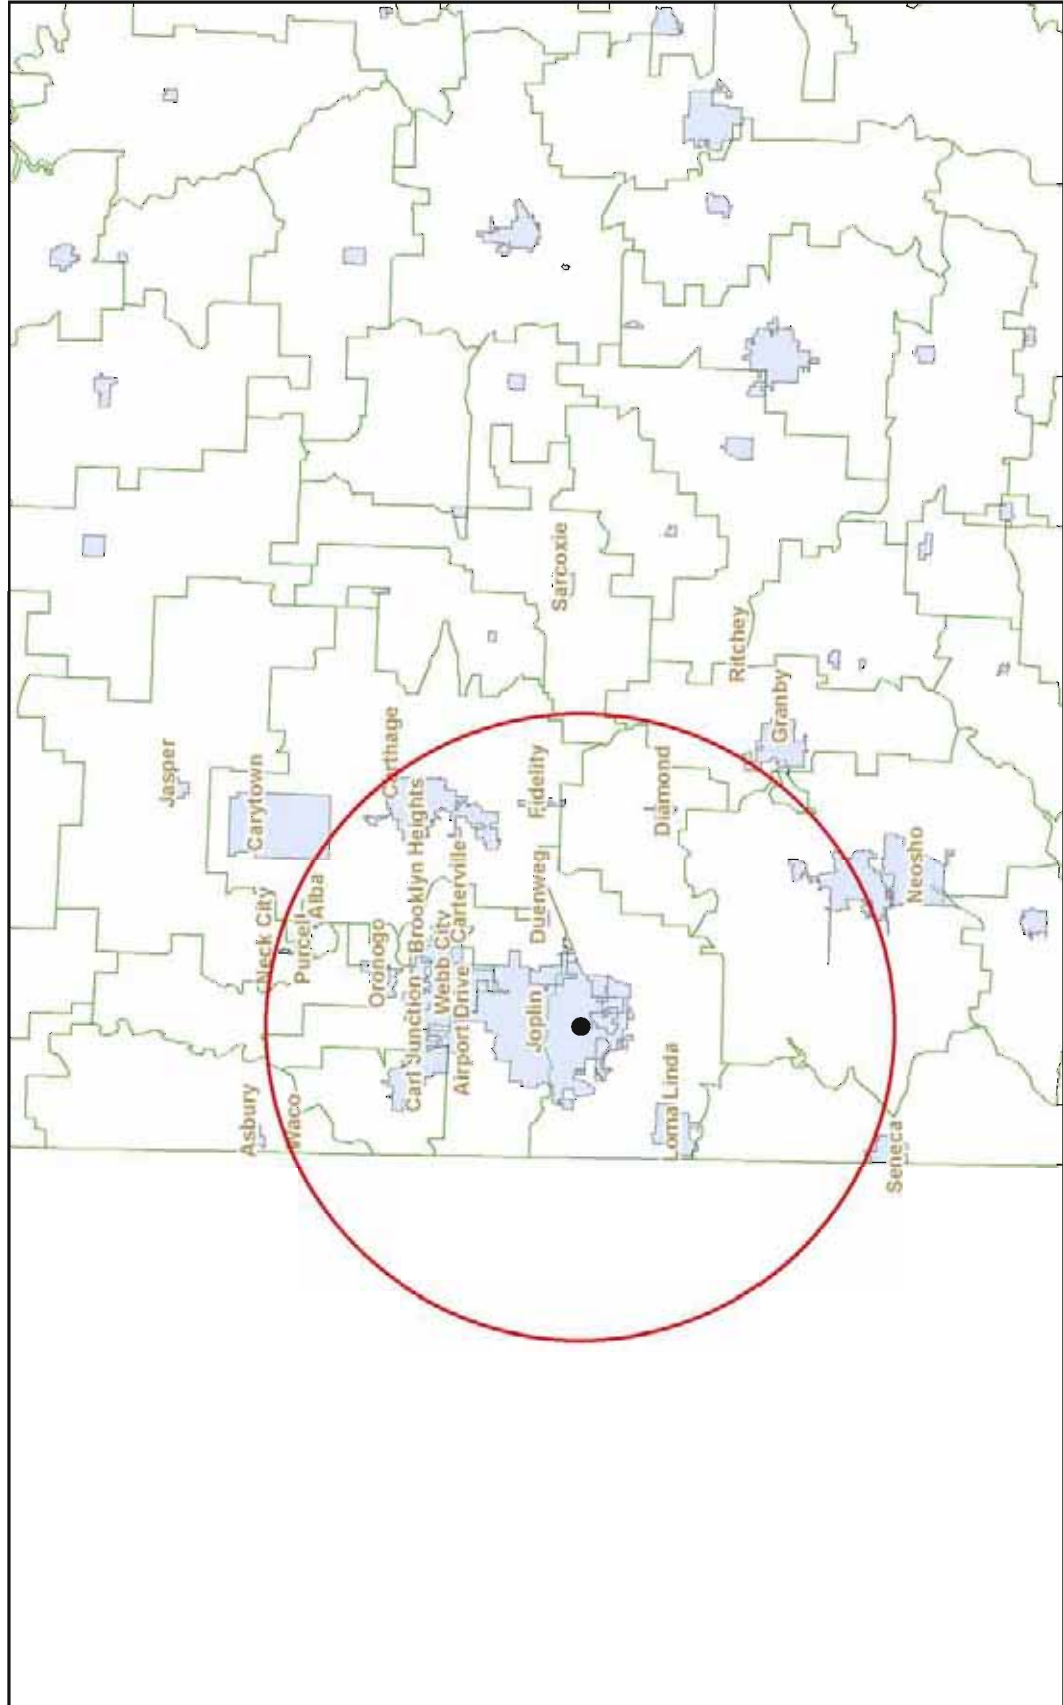 Jasper
Carytown
Neck City
Alba
Purcell
Asbury
Waco
Oronogo
Carthage
Carl Junction
Brooklyn Heights
Webb City
Airport Drive
Carterville
Duenweg
Fidelity
Sarcoxie
Joplin
Diamond
Loma Linda
Ritchey
Granby
Neosho
Seneca